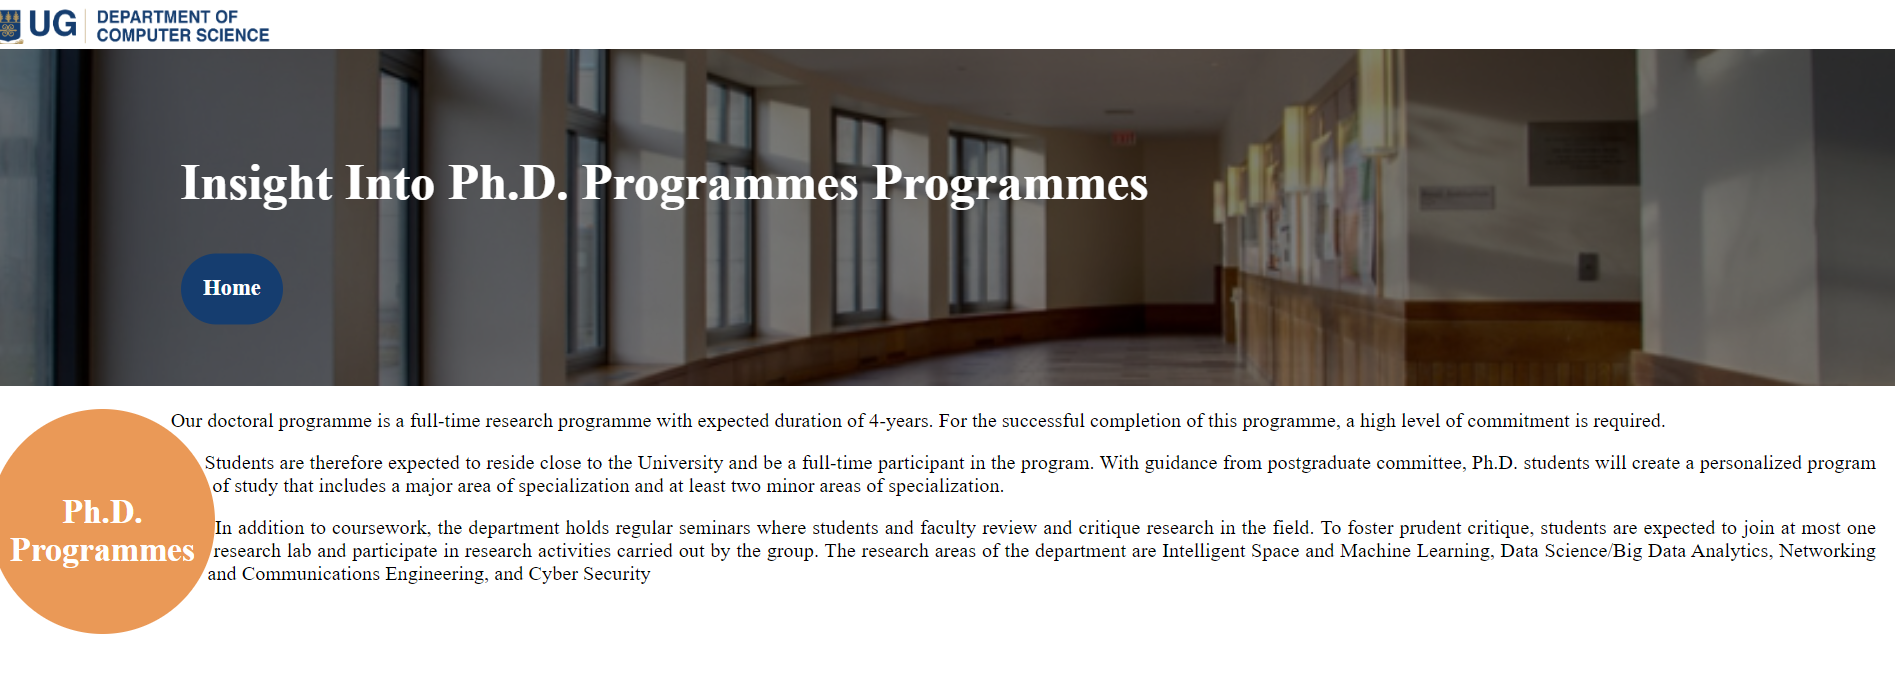 UG
DEPARTMENT OF
COMPUTER SCIENCE
Insight Into Ph.D. Programmes Programmes
Home
Ph.D.
Programmes
Our doctoral programme is a full-time research programme with expected duration of 4-years. For the successful completion of this programme, a high level of commitment is required.
Students are therefore expected to reside close to the University and be a full-time participant in the program. With guidance from postgraduate committee, Ph.D. students will create a personalized program
of study that includes a major area of specialization and at least two minor areas of specialization.
In addition to coursework, the department holds regular seminars where students and faculty review and critique research in the field. To foster prudent critique, students are expected to join at most one
research lab and participate in research activities carried out by the group. The research areas of the department are Intelligent Space and Machine Learning, Data Science/Big Data Analytics, Networking
and Communications Engineering, and Cyber Security